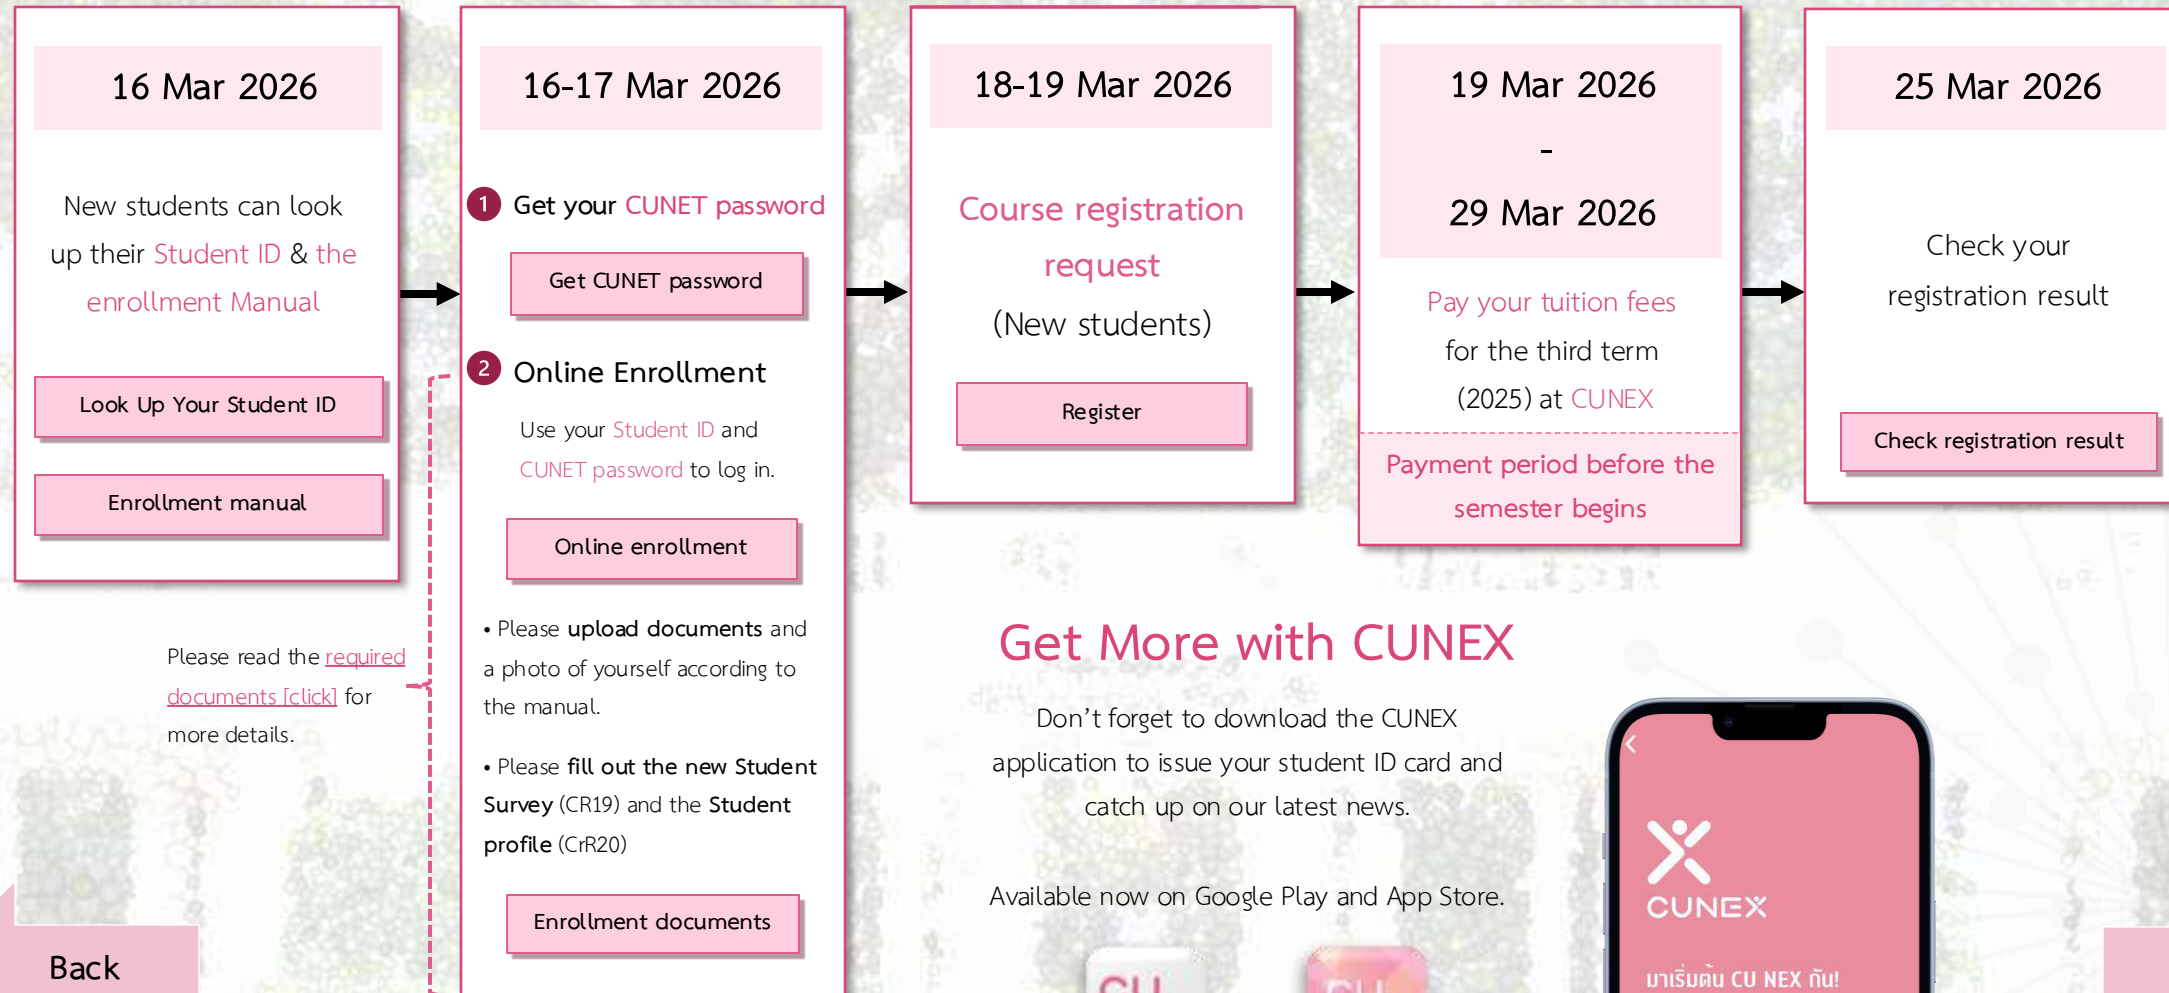 16 Mar 2026
New students can look
up their Student ID & the
enrollment Manual
Look Up Your Student ID
Enrollment manual
Please read the required
documents [click] for
more details.
Back
16-17 Mar 2026
1 Get your CUNET password
Get CUNET password
2 Online Enrollment
Use your Student ID and
CUNET password to log in.
Online enrollment
• Please upload documents and
a photo of yourself according to
the manual.
• Please fill out the new Student
Survey (CR19) and the Student
profile (CrR20)
Enrollment documents
18-19 Mar 2026
Course registration
request
(New students)
Register
19 Mar 2026
-
29 Mar 2026
Pay your tuition fees
for the third term
(2025) at CUNEX
Payment period before the
semester begins
25 Mar 2026
Check your
registration result
Check registration result
Get More with CUNEX
Don't forget to download the CUNEX
application to issue your student ID card and
catch up on our latest news.
Available now on Google Play and App Store.
CU
CU
CUNEX
มาเริ่มต้น CU NEX กัน!